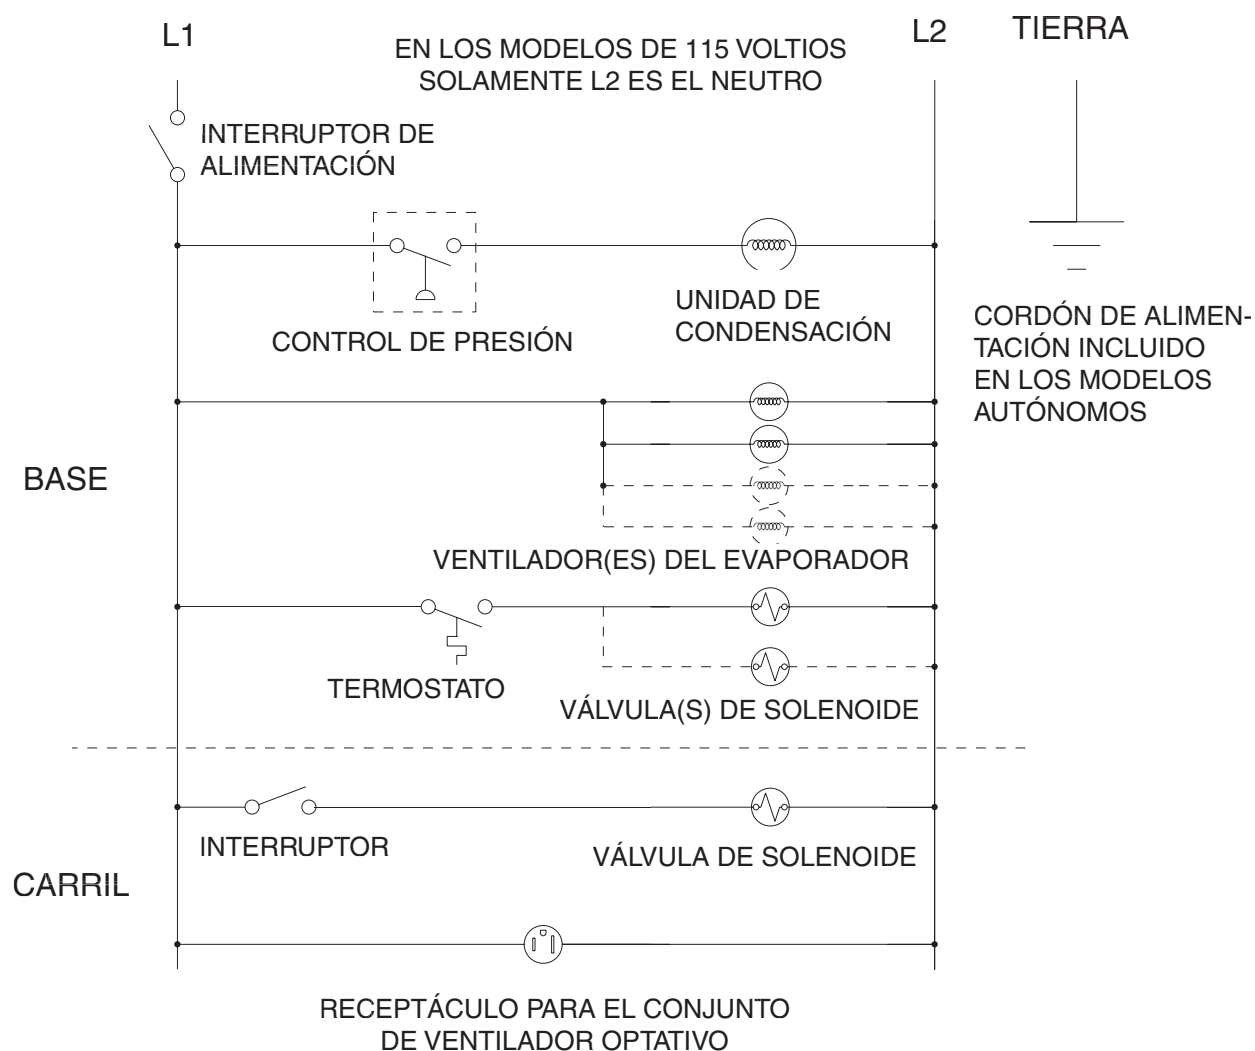 L1
EN LOS MODELOS DE 115 VOLTIOS
SOLAMENTE L2 ES EL NEUTRO
L2
TIERRA
INTERRUPTOR DE
ALIMENTACIÓN
CONTROL DE PRESIÓN
UNIDAD DE
CONDENSACIÓN
CORDÓN DE ALIMEN-
TACIÓN INCLUIDO
EN LOS MODELOS
AUTÓNOMOS
BASE
VENTILADOR(ES) DEL EVAPORADOR
TERMOSTATO
VÁLVULA(S) DE SOLENOIDE
INTERRUPTOR
VÁLVULA DE SOLENOIDE
CARRIL
RECEPTÁCULO PARA EL CONJUNTO
DE VENTILADOR OPTATIVO